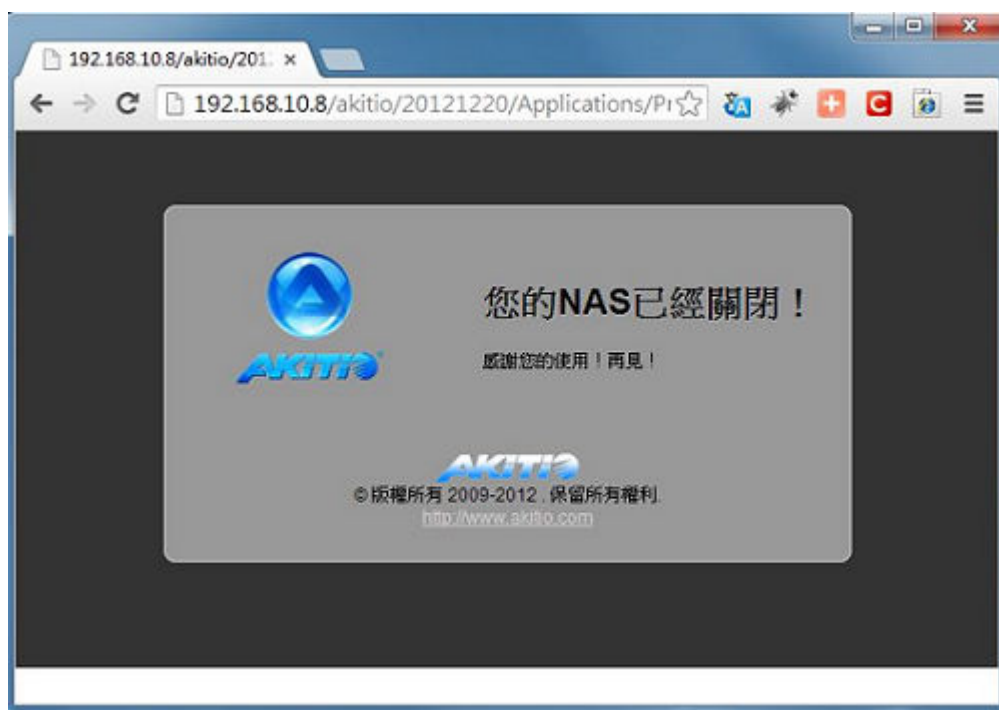 192.168.10.8/akitio/201
192.168.10.8/akitio/20121220/Applications/Pr
您的NAS已經關閉！
AKITIO
感謝您的使用！再見！
AKITIO
©版權所有 2009-2012 . 保留所有權利.
http://www.akitio.com